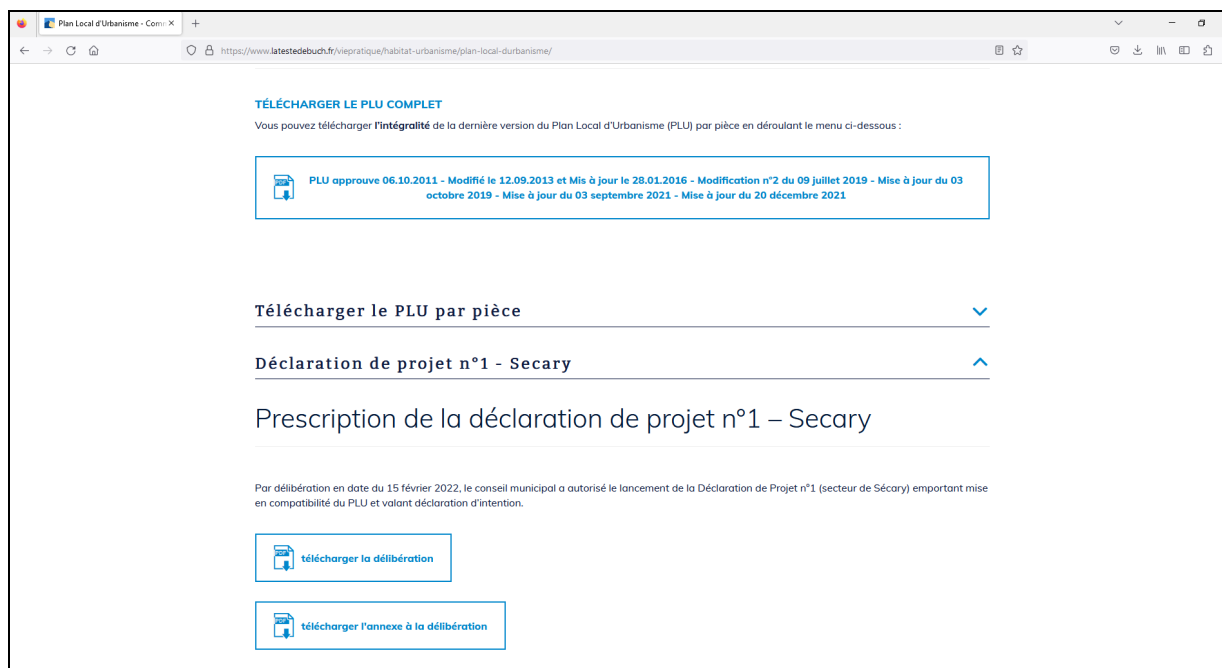 Plan Local d'Urbanisme - Comm
https://www.latestedebuch.fr/viepratique/habitat-urbanisme/plan-local-durbanisme/
TÉLÉCHARGER LE PLU COMPLET
Vous pouvez télécharger l'intégralité de la dernière version du Plan Local d'Urbanisme (PLU) par pièce en déroulant le menu ci-dessous :
PDF
PLU approuve 06.10.2011 - Modifié le 12.09.2013 et Mis à jour le 28.01.2016 - Modification n°2 du 09 juillet 2019 - Mise à jour du 03
octobre 2019 - Mise à jour du 03 septembre 2021 - Mise à jour du 20 décembre 2021
Télécharger le PLU par pièce
Déclaration de projet n°1 - Secary
Prescription de la déclaration de projet n°1 – Secary
Par délibération en date du 15 février 2022, le conseil municipal a autorisé le lancement de la Déclaration de Projet n°1 (secteur de Sécary) emportant mise
en compatibilité du PLU et valant déclaration d'intention.
PDF
télécharger la délibération
PDF
télécharger l'annexe à la délibération